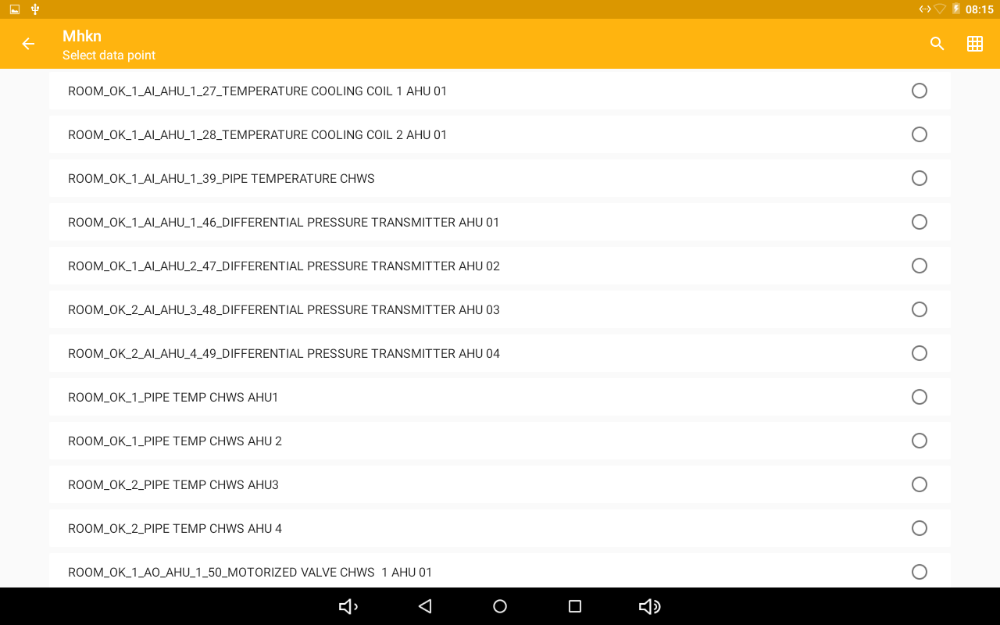 08:15
Mhkn
Select data point
ROOM_OK_1_AI_AHU_1_27_TEMPERATURE COOLING COIL 1 AHU 01
ROOM_OK_1_AI_AHU_1_28_TEMPERATURE COOLING COIL 2 AHU 01
ROOM_OK_1_AI_AHU_1_39_PIPE TEMPERATURE CHWS
ROOM_OK_1_AI_AHU_1_46_DIFFERENTIAL PRESSURE TRANSMITTER AHU 01
ROOM_OK_1_AI_AHU_2_47_DIFFERENTIAL PRESSURE TRANSMITTER AHU 02
ROOM_OK_2_AI_AHU_3_48_DIFFERENTIAL PRESSURE TRANSMITTER AHU 03
ROOM_OK_2_AI_AHU_4_49_DIFFERENTIAL PRESSURE TRANSMITTER AHU 04
ROOM_OK_1_PIPE TEMP CHWS AHU1
ROOM_OK_1_PIPE TEMP CHWS AHU 2
ROOM_OK_2_PIPE TEMP CHWS AHU3
ROOM_OK_2_PIPE TEMP CHWS AHU 4
ROOM_OK_1_AO_AHU_1_50_MOTORIZED VALVE CHWS  1 AHU 01